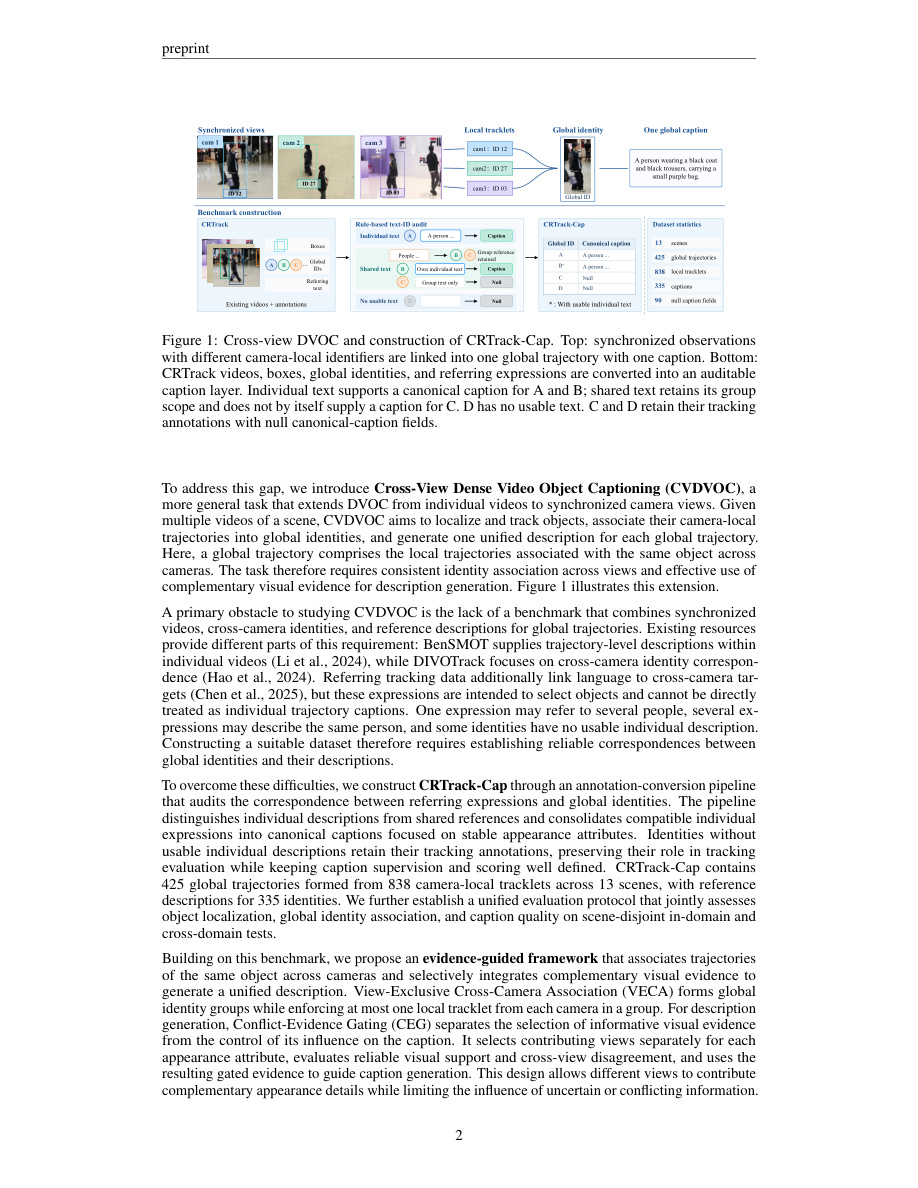 preprint
Synchronized views
Local tracklets
Global identity
One global caption
cam 1
cam 2
cam 3
ID 12
ID 27
ID 03
cam1: ID 12
cam2: ID 27
cam3: ID 03
Global ID
A person wearing a black coat
and black trousers, carrying a
small purple bag.
Benchmark construction
CRTrack
Boxes
A B C ... Global
IDs
Referring
text
Existing videos + annotations
Rule-based text-ID audit
Individual text A A person ... Caption
People ... B C Group reference
retained
Shared text B Own individual text Caption
C Group text only Null
No usable text D Null
CRTrack-Cap
Global ID Canonical caption
A A person ...
B* A person ...
C Null
D Null
* : With usable individual text
Dataset statistics
13 scenes
425 global trajectories
838 local tracklets
335 captions
90 null caption fields
Figure 1: Cross-view DVOC and construction of CRTrack-Cap. Top: synchronized observations
with different camera-local identifiers are linked into one global trajectory with one caption. Bottom:
CRTrack videos, boxes, global identities, and referring expressions are converted into an auditable
caption layer. Individual text supports a canonical caption for A and B; shared text retains its group
scope and does not by itself supply a caption for C. D has no usable text. C and D retain their tracking
annotations with null canonical-caption fields.
To address this gap, we introduce Cross-View Dense Video Object Captioning (CVDVOC), a
more general task that extends DVOC from individual videos to synchronized camera views. Given
multiple videos of a scene, CVDVOC aims to localize and track objects, associate their camera-local
trajectories into global identities, and generate one unified description for each global trajectory.
Here, a global trajectory comprises the local trajectories associated with the same object across
cameras. The task therefore requires consistent identity association across views and effective use of
complementary visual evidence for description generation. Figure 1 illustrates this extension.
A primary obstacle to studying CVDVOC is the lack of a benchmark that combines synchronized
videos, cross-camera identities, and reference descriptions for global trajectories. Existing resources
provide different parts of this requirement: BenSMOT supplies trajectory-level descriptions within
individual videos (Li et al., 2024), while DIVOTrack focuses on cross-camera identity correspon-
dence (Hao et al., 2024). Referring tracking data additionally link language to cross-camera tar-
gets (Chen et al., 2025), but these expressions are intended to select objects and cannot be directly
treated as individual trajectory captions. One expression may refer to several people, several ex-
pressions may describe the same person, and some identities have no usable individual description.
Constructing a suitable dataset therefore requires establishing reliable correspondences between
global identities and their descriptions.
To overcome these difficulties, we construct CRTrack-Cap through an annotation-conversion pipeline
that audits the correspondence between referring expressions and global identities. The pipeline
distinguishes individual descriptions from shared references and consolidates compatible individual
expressions into canonical captions focused on stable appearance attributes. Identities without
usable individual descriptions retain their tracking annotations, preserving their role in tracking
evaluation while keeping caption supervision and scoring well defined. CRTrack-Cap contains
425 global trajectories formed from 838 camera-local tracklets across 13 scenes, with reference
descriptions for 335 identities. We further establish a unified evaluation protocol that jointly assesses
object localization, global identity association, and caption quality on scene-disjoint in-domain and
cross-domain tests.
Building on this benchmark, we propose an evidence-guided framework that associates trajectories
of the same object across cameras and selectively integrates complementary visual evidence to
generate a unified description. View-Exclusive Cross-Camera Association (VECA) forms global
identity groups while enforcing at most one local tracklet from each camera in a group. For description
generation, Conflict-Evidence Gating (CEG) separates the selection of informative visual evidence
from the control of its influence on the caption. It selects contributing views separately for each
appearance attribute, evaluates reliable visual support and cross-view disagreement, and uses the
resulting gated evidence to guide caption generation. This design allows different views to contribute
complementary appearance details while limiting the influence of uncertain or conflicting information.
2